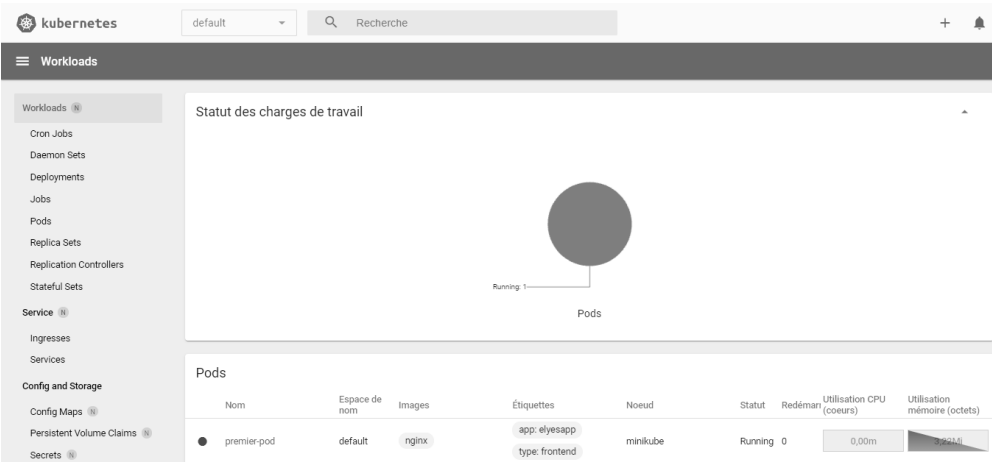 kubernetes
default
Recherche
Workloads
Workloads N
Cron Jobs
Daemon Sets
Deployments
Jobs
Pods
Replica Sets
Replication Controllers
Stateful Sets
Service N
Ingresses
Services
Config and Storage
Config Maps N
Persistent Volume Claims N
Secrets N
Statut des charges de travail
Running: 1
Pods
Pods
Nom Espace de nom Images Étiquettes Noeud Statut Redémarr Utilisation CPU (coeurs) Utilisation mémoire (octets)
premier-pod default nginx app: elyesapp type: frontend minikube Running 0 0,00m 3,22Mi